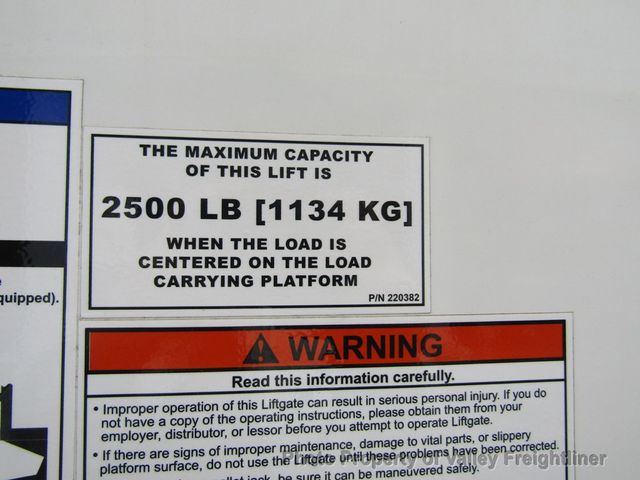 THE MAXIMUM CAPACITY
OF THIS LIFT IS
2500 LB [1134 KG]
WHEN THE LOAD IS
CENTERED ON THE LOAD
CARRYING PLATFORM
P/N 220382
quipped).
WARNING
Read this information carefully.
• Improper operation of this Liftgate can result in serious personal injury. If you do
not have a copy of the operating instructions, please obtain them from your
employer, distributor, or lessor before you attempt to operate Liftgate.
• If there are signs of improper maintenance, damage to vital parts, or slippery
platform surface, do not use the Liftgate until these problems have been corrected.
jack, be sure it can be maneuvered safely.
Photo Property of Valley Freightliner